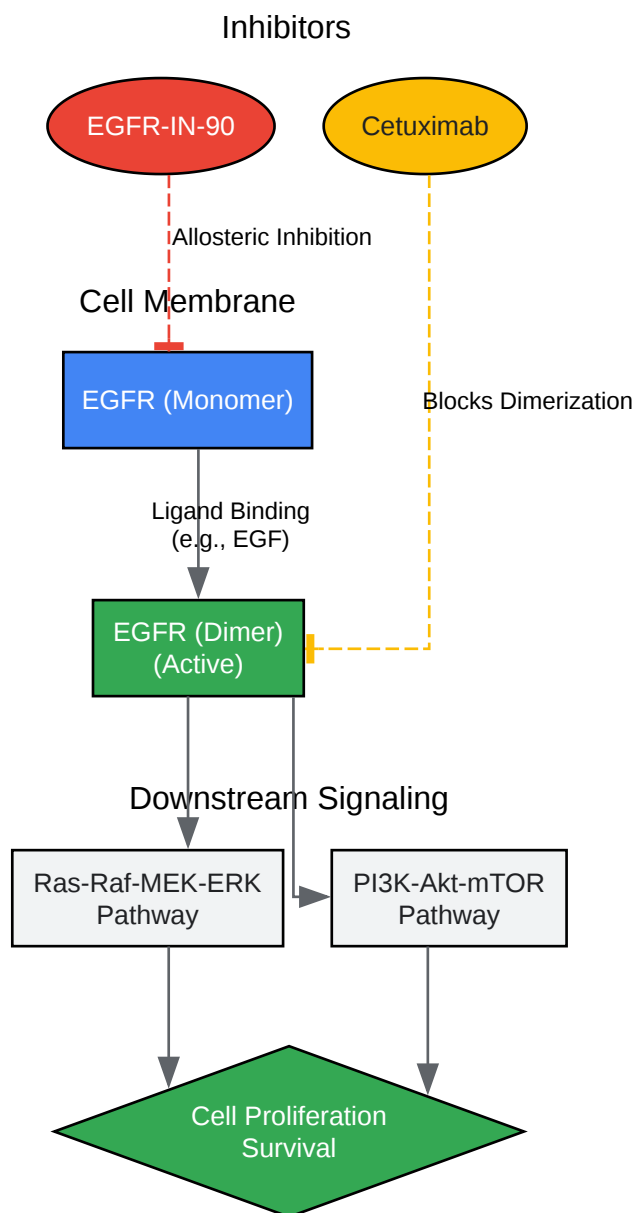 Inhibitors
EGFR-IN-90
Cetuximab
Allosteric Inhibition
Cell Membrane
EGFR (Monomer)
Blocks Dimerization
Ligand Binding
(e.g., EGF)
EGFR (Dimer)
(Active)
Downstream Signaling
Ras-Raf-MEK-ERK
Pathway
PI3K-Akt-mTOR
Pathway
Cell Proliferation
Survival